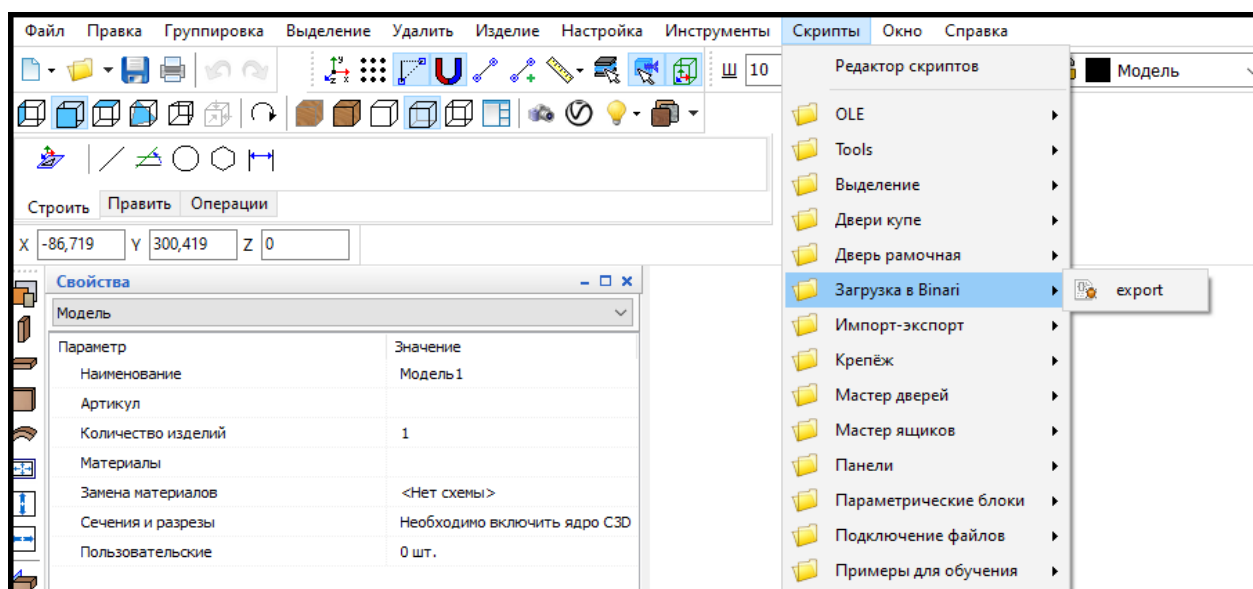 Файл Правка Группировка Выделение Удалить Изделие Настройка Инструменты Скрипты Окно Справка
Ш 10
Модель
Строить Править Операции
X -86,719 Y 300,419 Z 0
Свойства
Модель
Параметр Значение
Наименование Модель1
Артикул
Количество изделий 1
Материалы
Замена материалов <Нет схемы>
Сечения и разрезы Необходимо включить ядро C3D
Пользовательские 0 шт.
Редактор скриптов
OLE
Tools
Выделение
Двери купе
Дверь рамочная
Загрузка в Binari
export
Импорт-экспорт
Крепёж
Мастер дверей
Мастер ящиков
Панели
Параметрические блоки
Подключение файлов
Примеры для обучения